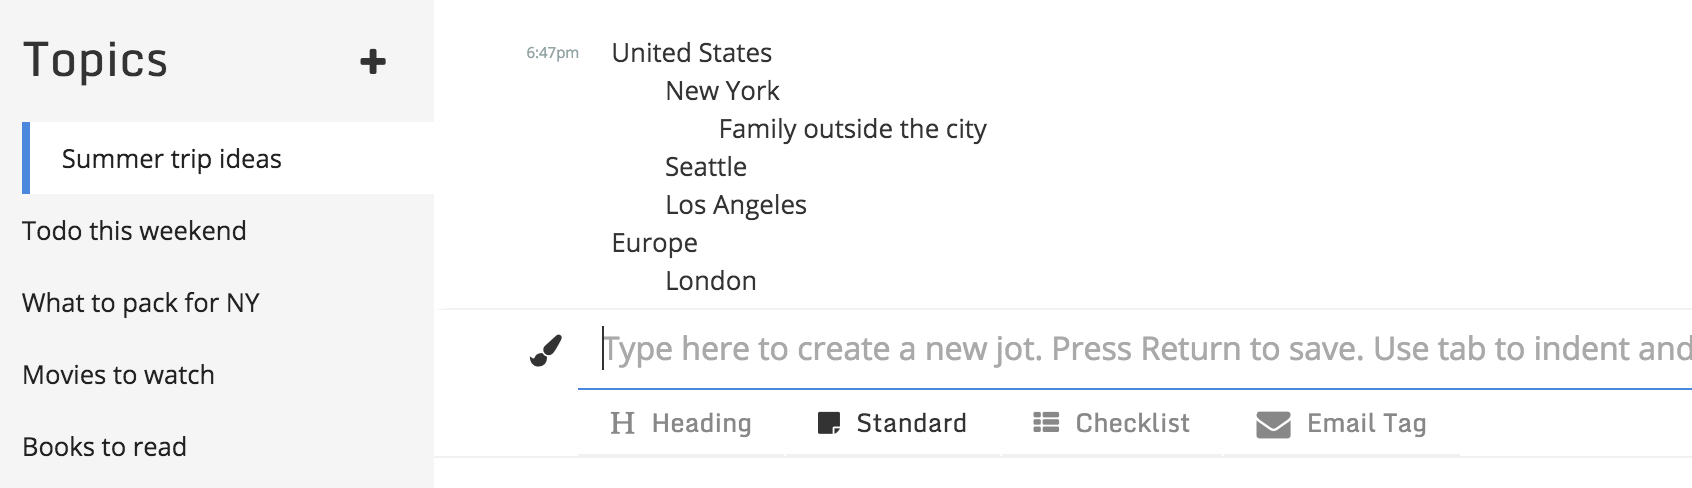 Topics
Summer trip ideas
Todo this weekend
What to pack for NY
Movies to watch
Books to read
6:47pm United States
New York
Family outside the city
Seattle
Los Angeles
Europe
London
Type here to create a new jot. Press Return to save. Use tab to indent and
H Heading Standard Checklist Email Tag